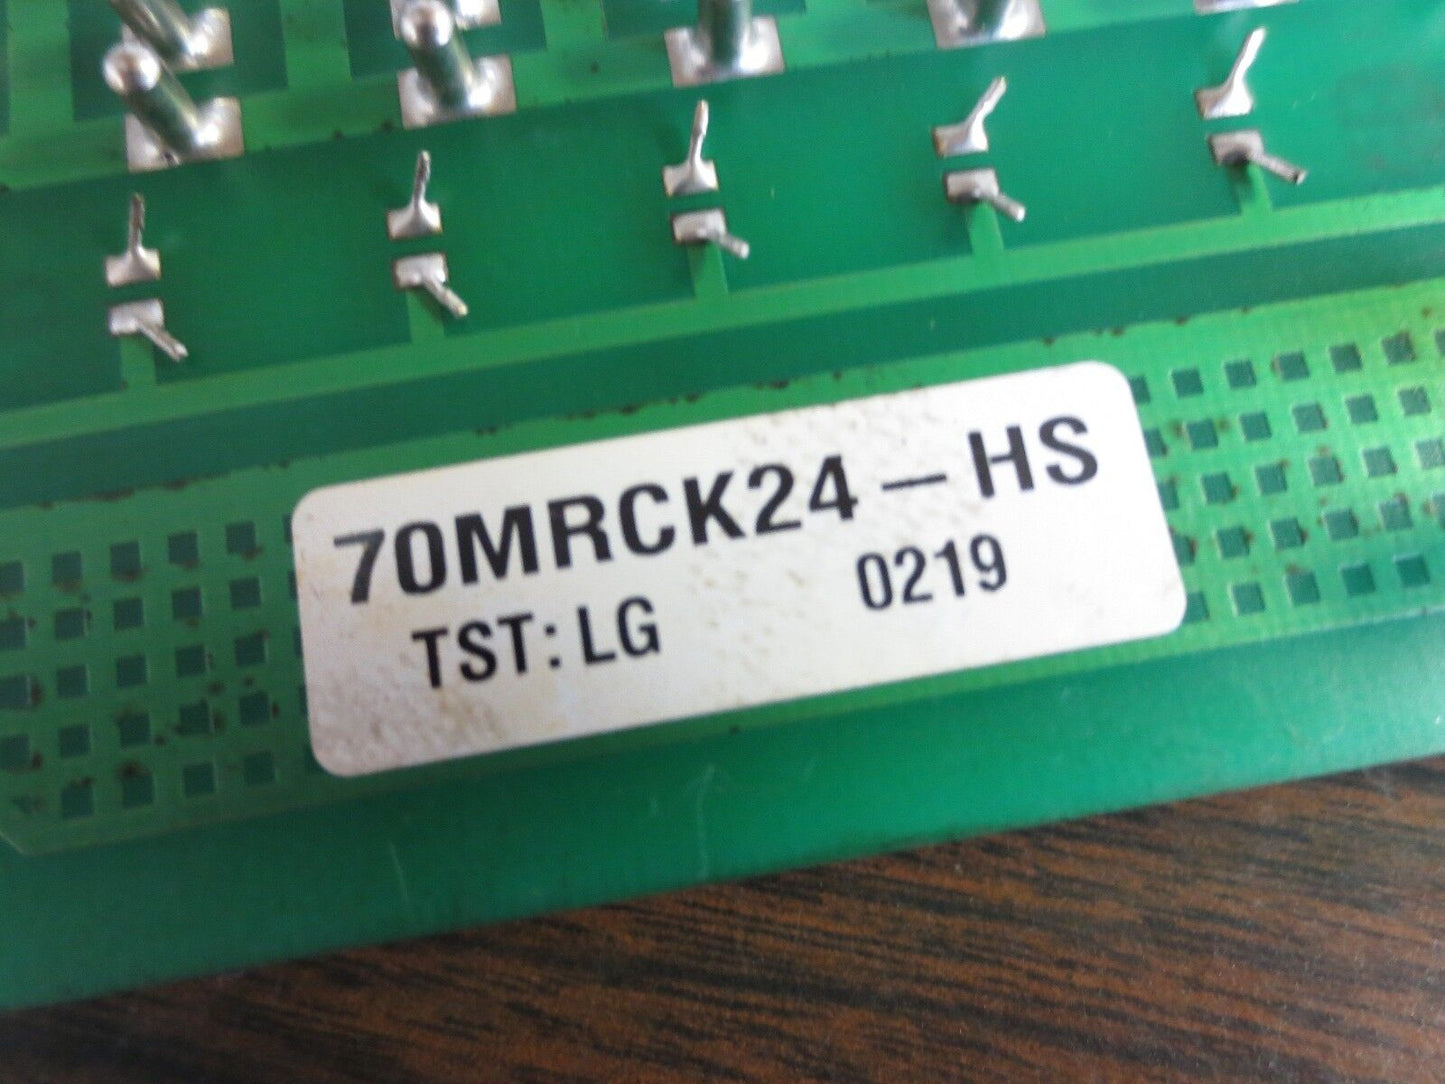 70MRCK24-HS
TST: LG 0219